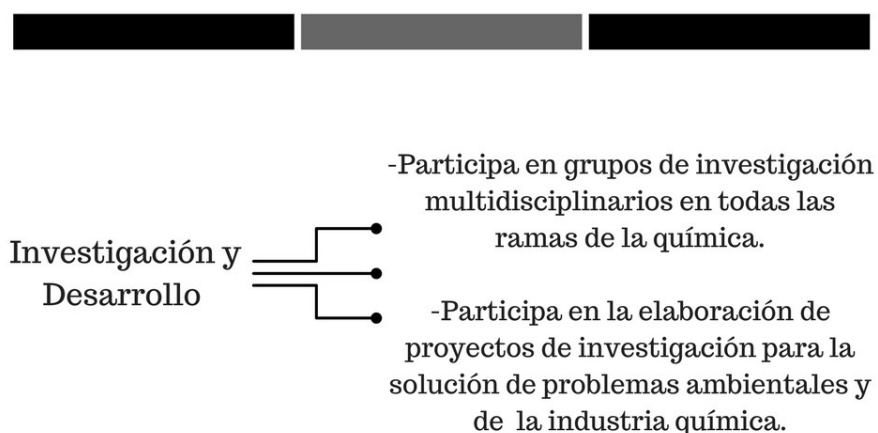 Investigación y
Desarrollo
-Participa en grupos de investigación
multidisciplinarios en todas las
ramas de la química.
-Participa en la elaboración de
proyectos de investigación para la
solución de problemas ambientales y
de la industria química.